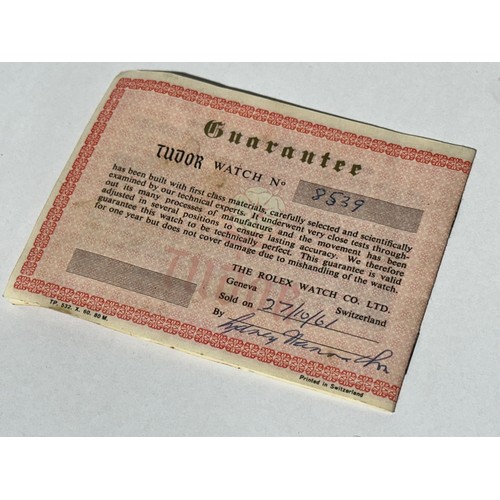 Guarantee
TUDOR WATCH No 8539
has been built with first class materials, carefully selected and scientifically
examined by our technical experts. It underwent very close tests through-
out its many processes of manufacture and the movement has been
adjusted in several positions to ensure lasting accuracy. We therefore
guarantee this watch to be technically perfect. This guarantee is valid
for one year but does not cover damage due to mishandling of the watch.
THE ROLEX WATCH CO. LTD.
Geneva Switzerland
Sold on 27/10/61
By
TP. 532. X. 60. 80 M.
Printed in Switzerland